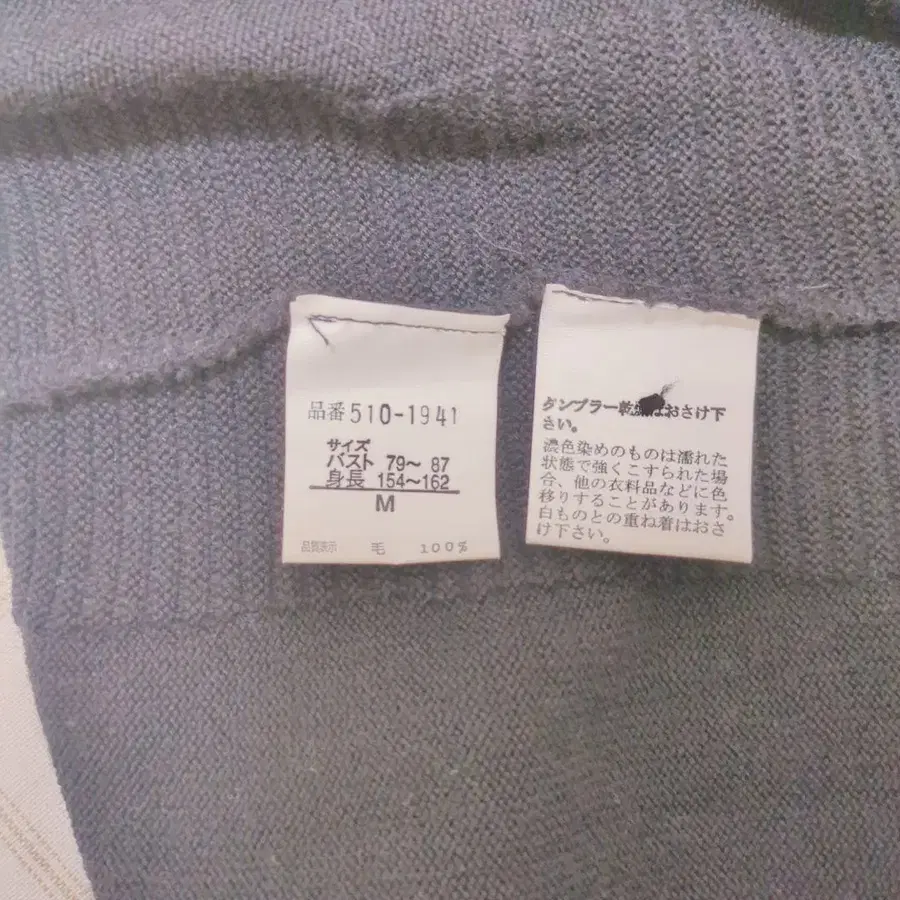 品番 510-1941
サイズ
バスト 79〜 87
身長 154〜162
M
品質表示 毛 100%
タンブラー乾燥はおさけ下
さい。
濃色染めのものは濡れた
状態で強くこすられた場
合、他の衣料品などに色
移りすることがあります。
白ものとの重ね着はおさ
け下さい。